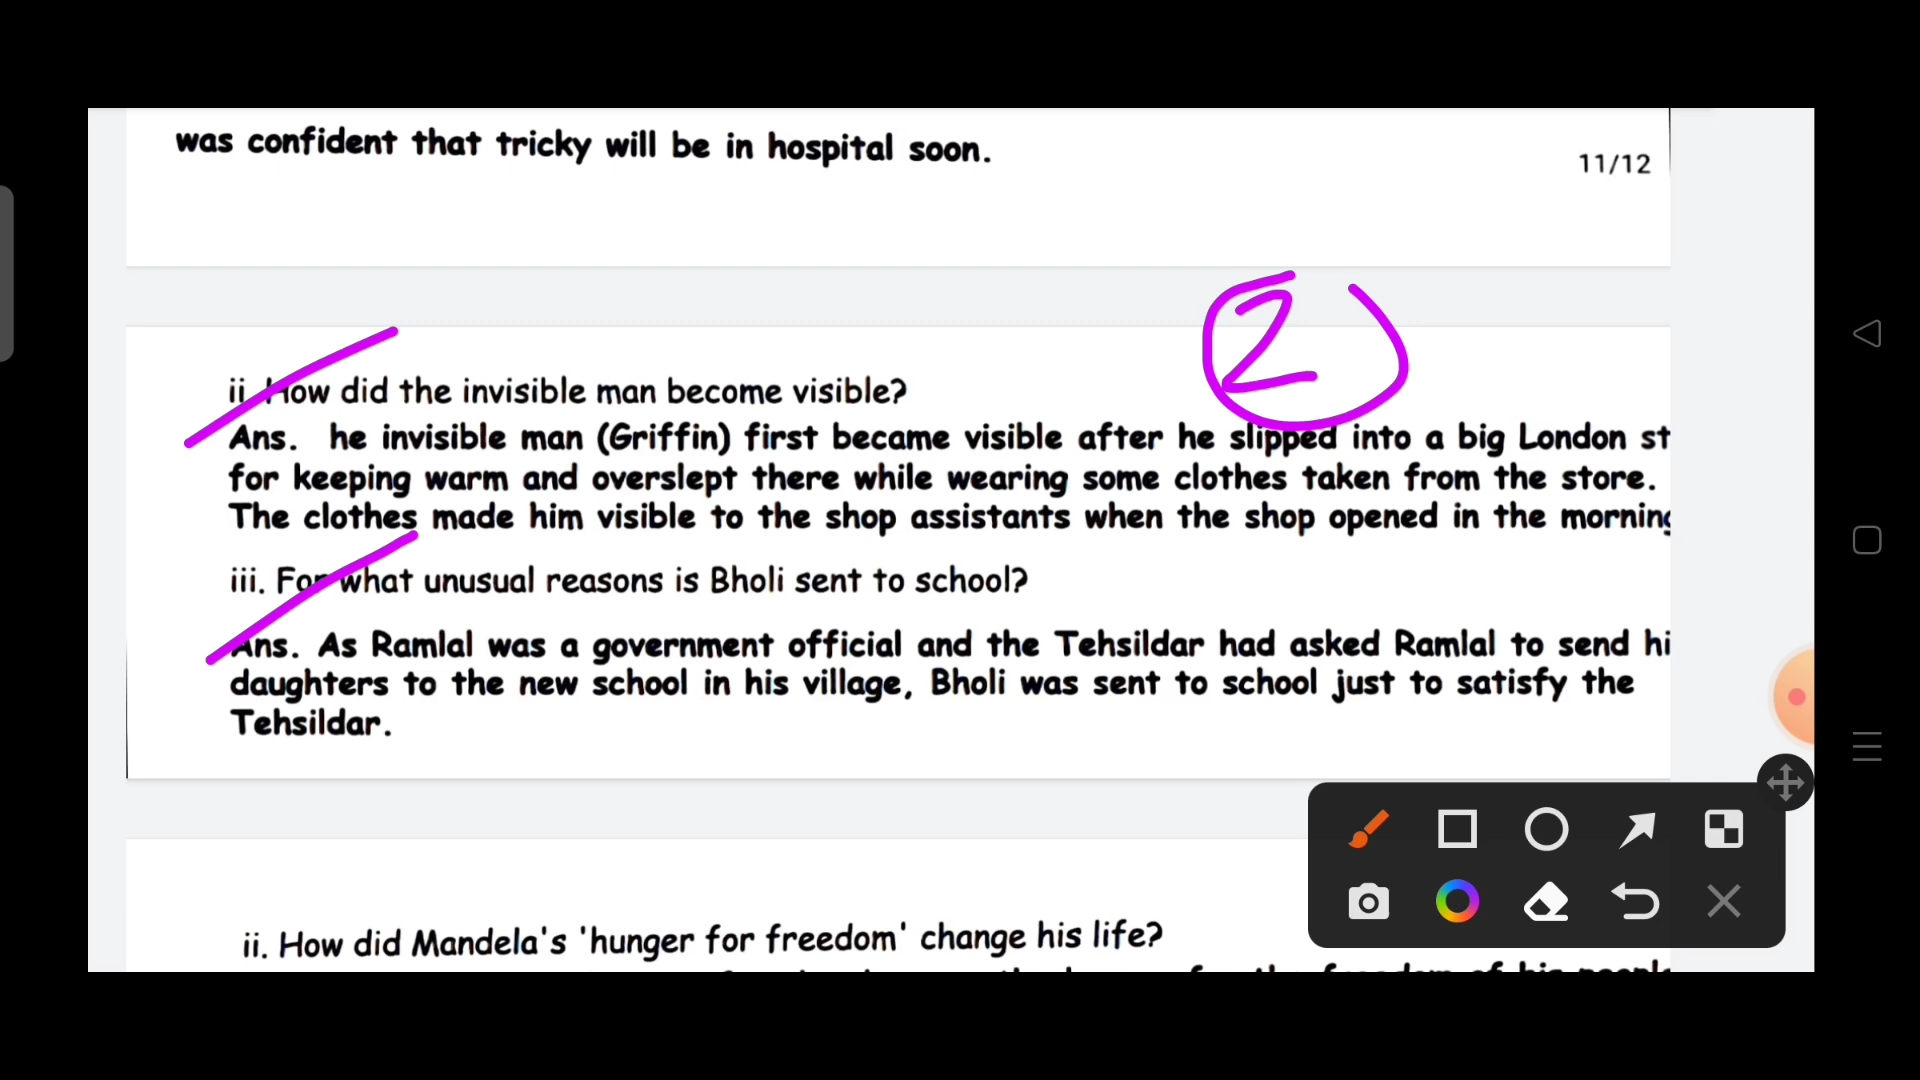 was confident that tricky will be in hospital soon.
11/12
2
ii. How did the invisible man become visible?
Ans. he invisible man (Griffin) first became visible after he slipped into a big London st
for keeping warm and overslept there while wearing some clothes taken from the store.
The clothes made him visible to the shop assistants when the shop opened in the morning
iii. For what unusual reasons is Bholi sent to school?
Ans. As Ramlal was a government official and the Tehsildar had asked Ramlal to send hi
daughters to the new school in his village, Bholi was sent to school just to satisfy the
Tehsildar.
ii. How did Mandela's 'hunger for freedom' change his life?